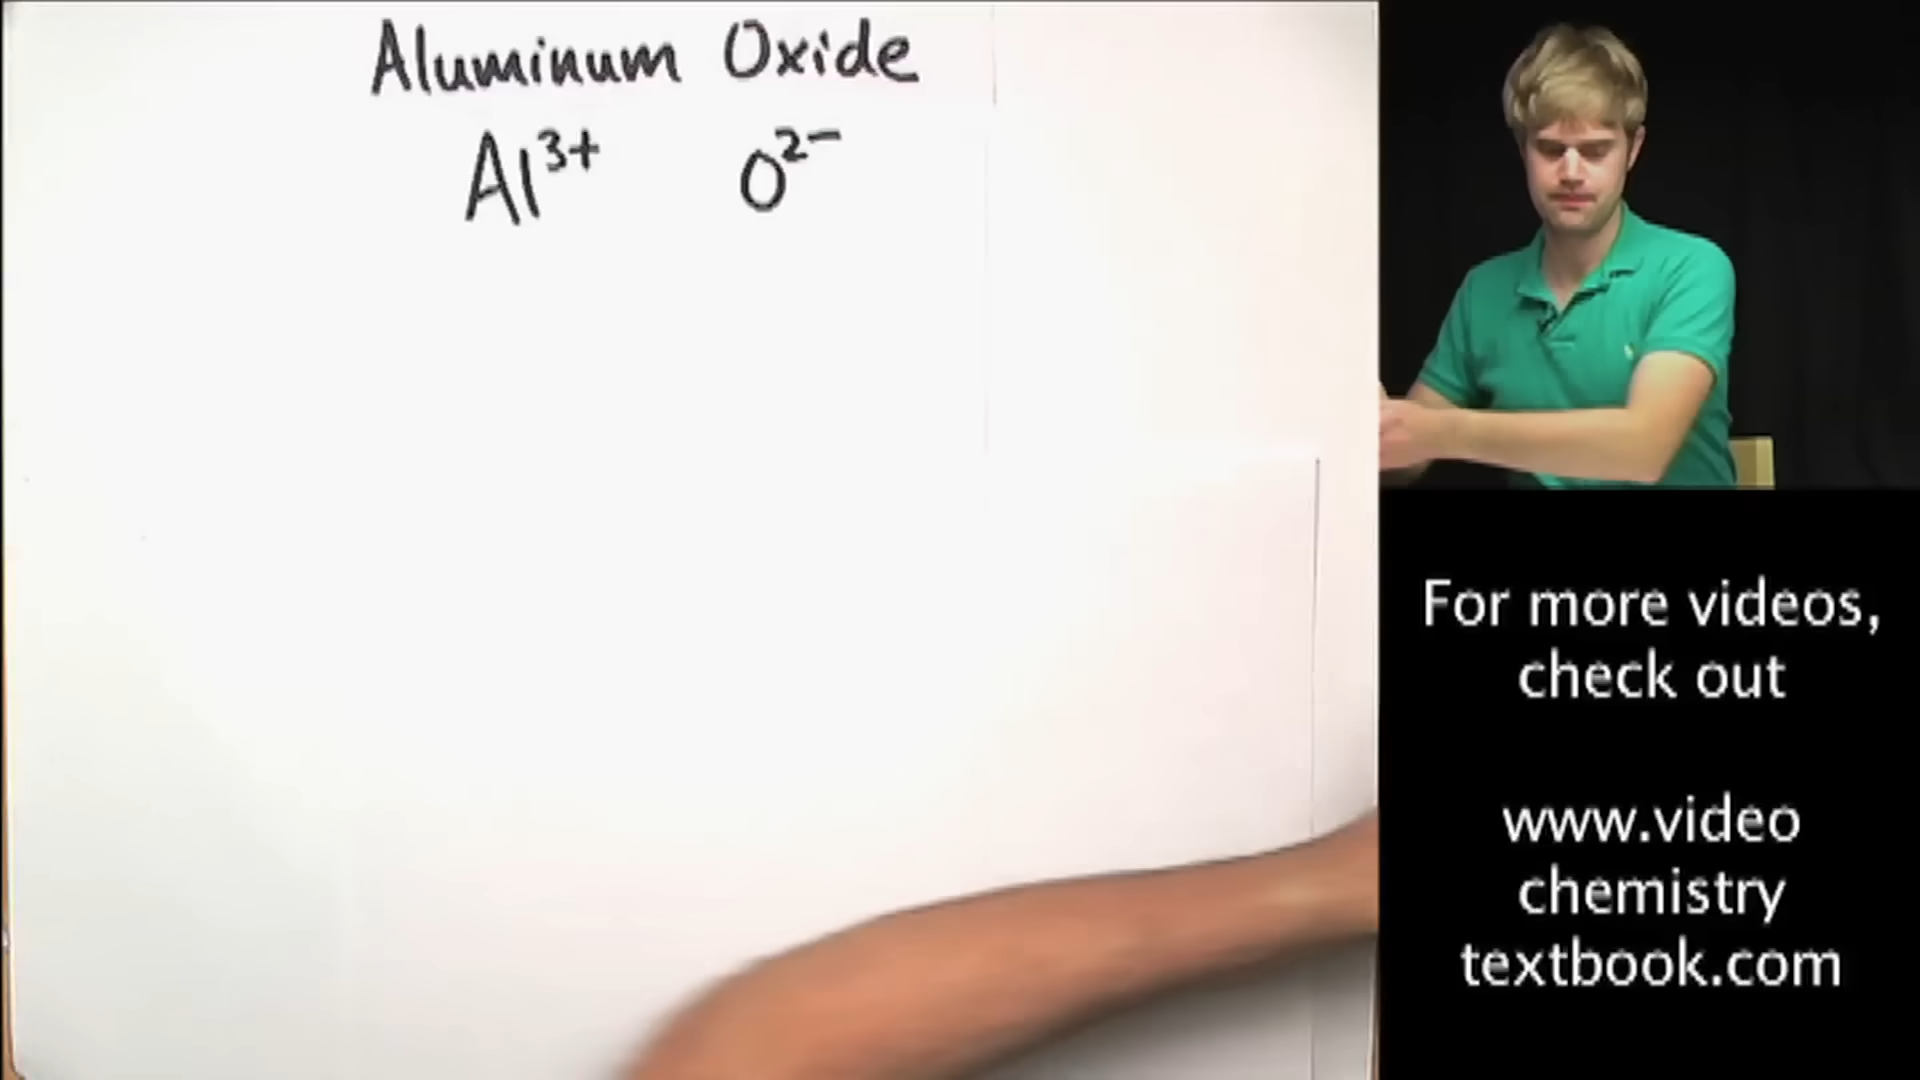 Aluminum Oxide
Al³⁺ O²⁻
For more videos,
check out
www.video
chemistry
textbook.com